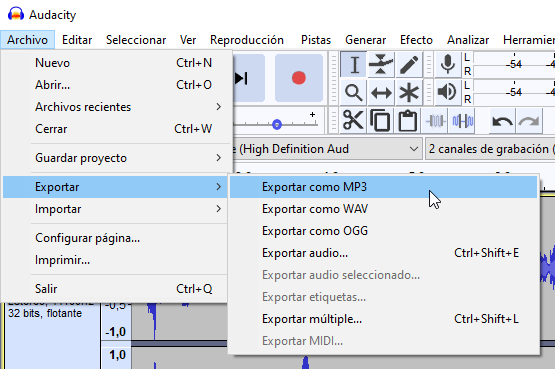 Audacity
Archivo Editar Seleccionar Ver Reproducción Pistas Generar Efecto Analizar
Nuevo Ctrl+N
Abrir... Ctrl+O
Archivos recientes
Cerrar Ctrl+W
Guardar proyecto
Exportar
Importar
Configurar página...
Imprimir...
Salir Ctrl+Q
Exportar como MP3
Exportar como WAV
Exportar como OGG
Exportar audio... Ctrl+Shift+E
Exportar audio seleccionado...
Exportar etiquetas...
Exportar múltiple... Ctrl+Shift+L
Exportar MIDI...
L
R
-54
L
R
-54
(High Definition Aud
2 canales de grabación (
32 bits, flotante
-0,5
-1,0
1,0